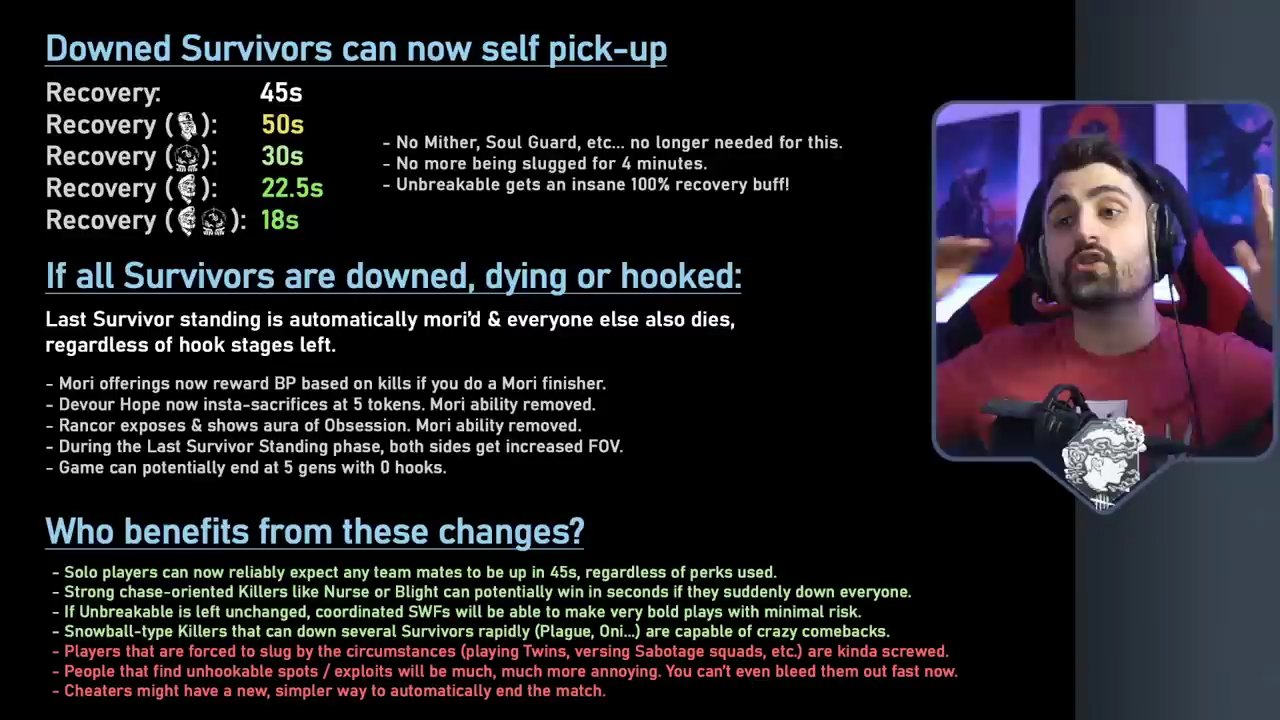 Downed Survivors can now self pick-up
Recovery: 45s
Recovery ( ): 50s
Recovery ( ): 30s
Recovery ( ): 22.5s
Recovery ( ): 18s
- No Mither, Soul Guard, etc... no longer needed for this.
- No more being slugged for 4 minutes.
- Unbreakable gets an insane 100% recovery buff!
If all Survivors are downed, dying or hooked:
Last Survivor standing is automatically mori'd & everyone else also dies,
regardless of hook stages left.
- Mori offerings now reward BP based on kills if you do a Mori finisher.
- Devour Hope now insta-sacrifices at 5 tokens. Mori ability removed.
- Rancor exposes & shows aura of Obsession. Mori ability removed.
- During the Last Survivor Standing phase, both sides get increased FOV.
- Game can potentially end at 5 gens with 0 hooks.
Who benefits from these changes?
- Solo players can now reliably expect any team mates to be up in 45s, regardless of perks used.
- Strong chase-oriented Killers like Nurse or Blight can potentially win in seconds if they suddenly down everyone.
- If Unbreakable is left unchanged, coordinated SWFs will be able to make very bold plays with minimal risk.
- Snowball-type Killers that can down several Survivors rapidly (Plague, Oni...) are capable of crazy comebacks.
- Players that are forced to slug by the circumstances (playing Twins, versing Sabotage squads, etc.) are kinda screwed.
- People that find unhookable spots / exploits will be much, much more annoying. You can't even bleed them out fast now.
- Cheaters might have a new, simpler way to automatically end the match.